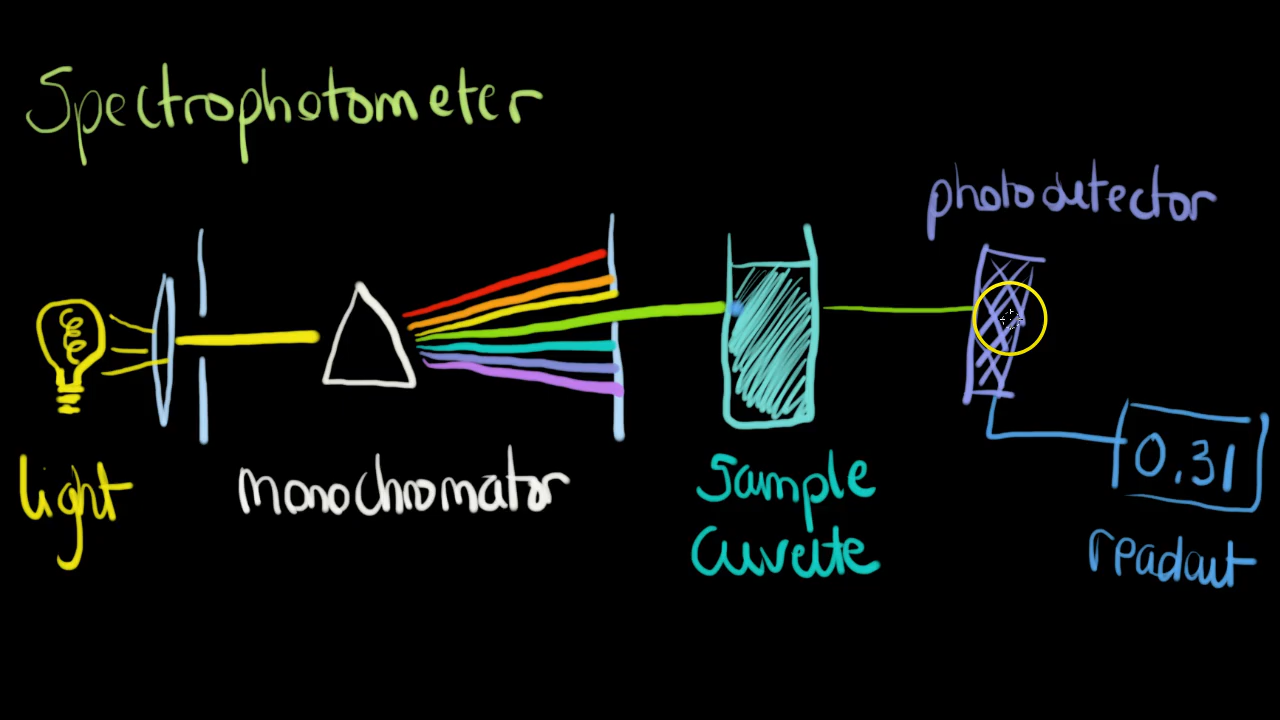 Spectrophotometer
photodetector
light
monochromator
Sample
Cuvette
0.31
readout